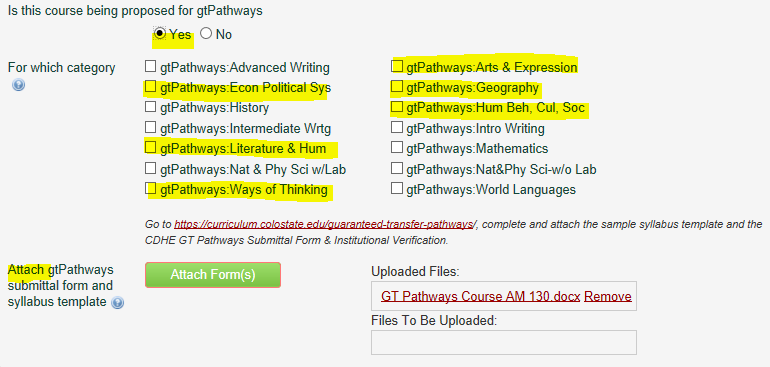 Is this course being proposed for gtPathways
Yes No
For which category
gtPathways:Advanced Writing gtPathways:Arts & Expression
gtPathways:Econ Political Sys gtPathways:Geography
gtPathways:History gtPathways:Hum Beh, Cul, Soc
gtPathways:Intermediate Wrtg gtPathways:Intro Writing
gtPathways:Literature & Hum gtPathways:Mathematics
gtPathways:Nat & Phy Sci w/Lab gtPathways:Nat&Phy Sci-w/o Lab
gtPathways:Ways of Thinking gtPathways:World Languages
Go to https://curriculum.colostate.edu/guaranteed-transfer-pathways/, complete and attach the sample syllabus template and the
CDHE GT Pathways Submittal Form & Institutional Verification.
Attach gtPathways
submittal form and
syllabus template
Attach Form(s)
Uploaded Files:
GT Pathways Course AM 130.docx Remove
Files To Be Uploaded: